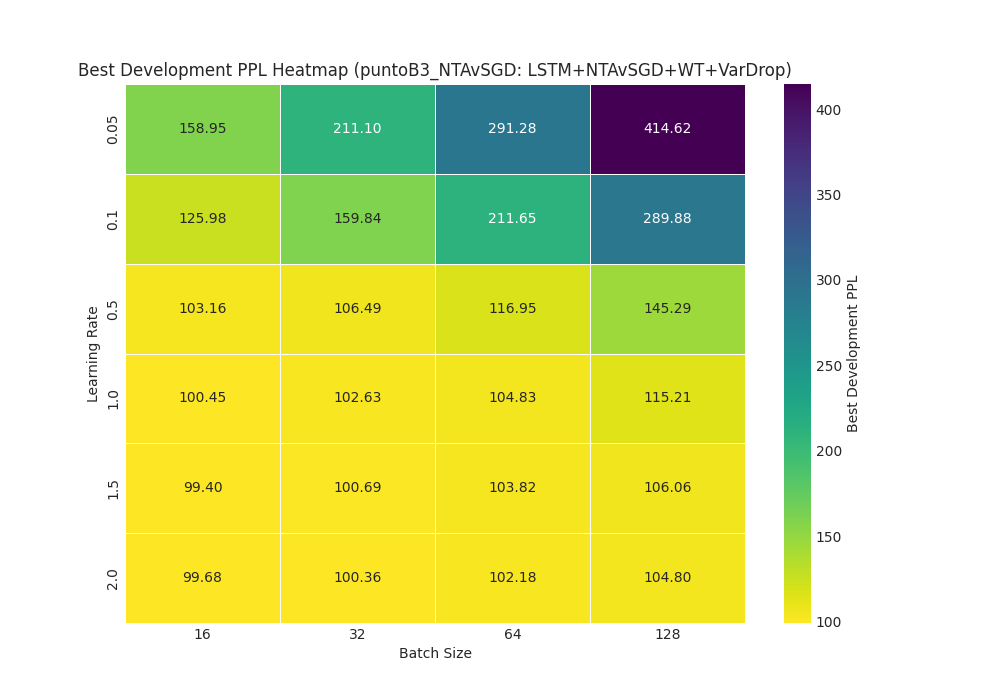 Best Development PPL Heatmap (puntoB3_NTAvSGD: LSTM+NTAvSGD+WT+VarDrop)
0.05 158.95 211.10 291.28 414.62
0.1 125.98 159.84 211.65 289.88
0.5 103.16 106.49 116.95 145.29
1.0 100.45 102.63 104.83 115.21
1.5 99.40 100.69 103.82 106.06
2.0 99.68 100.36 102.18 104.80
Learning Rate
16 32 64 128
Batch Size
400
350
300
250
200
150
100
Best Development PPL